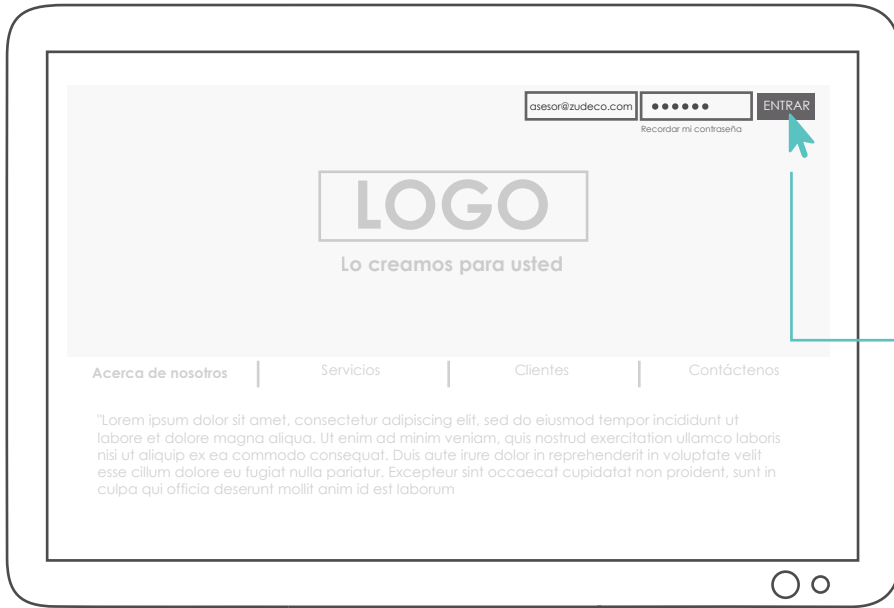 asesor@zudeco.com
●●●●●●
ENTRAR
Recordar mi contraseña
LOGO
Lo creamos para usted
Acerca de nosotros
Servicios
Clientes
Contáctenos
"Lorem ipsum dolor sit amet, consectetur adipiscing elit, sed do eiusmod tempor incididunt ut
labore et dolore magna aliqua. Ut enim ad minim veniam, quis nostrud exercitation ullamco laboris
nisi ut aliquip ex ea commodo consequat. Duis aute irure dolor in reprehenderit in voluptate velit
esse cillum dolore eu fugiat nulla pariatur. Excepteur sint occaecat cupidatat non proident, sunt in
culpa qui officia deserunt mollit anim id est laborum